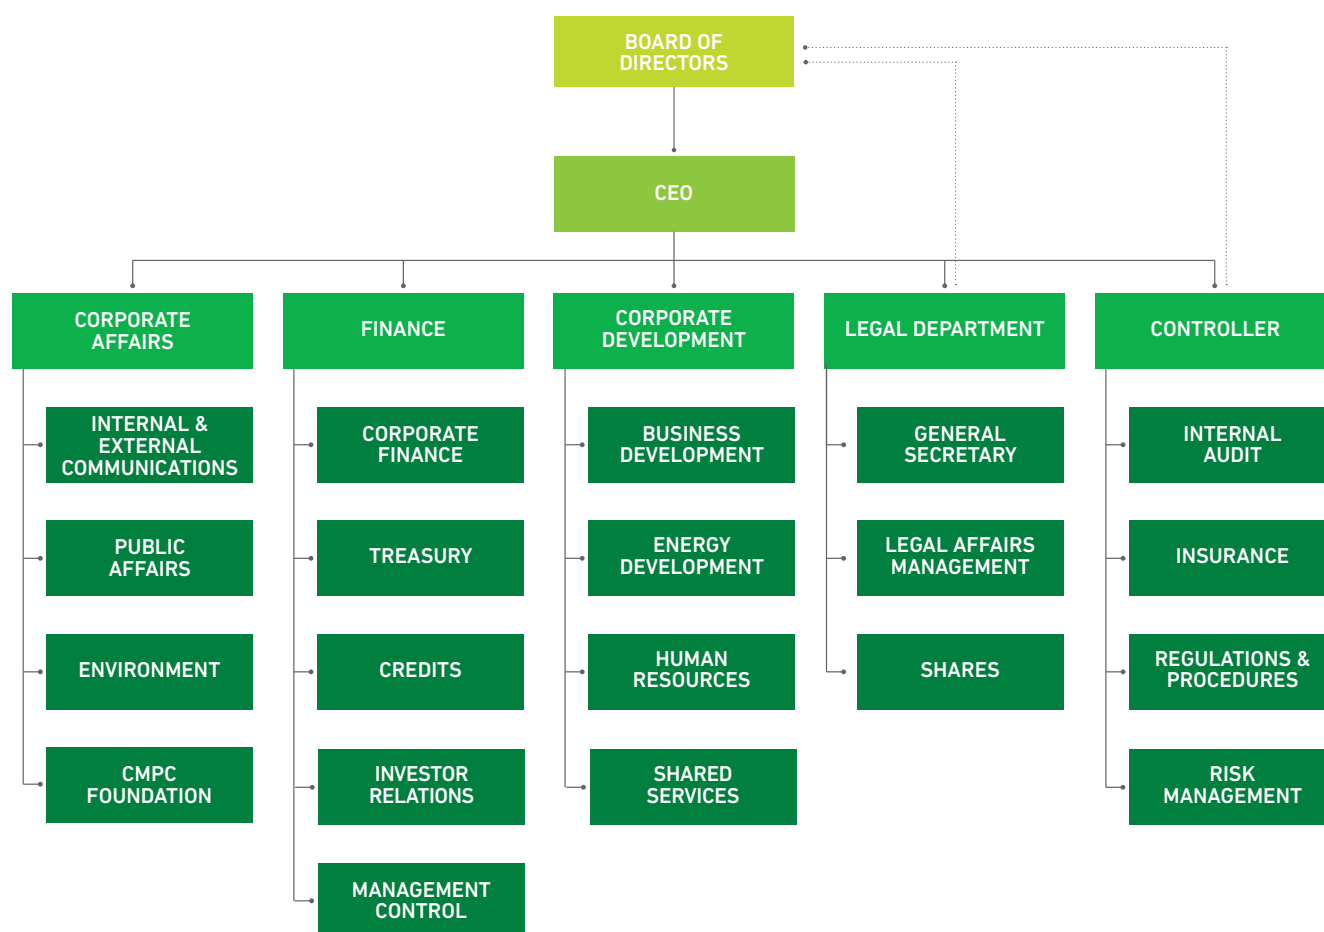 BOARD OF
DIRECTORS
CEO
CORPORATE
AFFAIRS
INTERNAL &
EXTERNAL
COMMUNICATIONS
PUBLIC
AFFAIRS
ENVIRONMENT
CMPC
FOUNDATION
FINANCE
CORPORATE
FINANCE
TREASURY
CREDITS
INVESTOR
RELATIONS
MANAGEMENT
CONTROL
CORPORATE
DEVELOPMENT
BUSINESS
DEVELOPMENT
ENERGY
DEVELOPMENT
HUMAN
RESOURCES
SHARED
SERVICES
LEGAL DEPARTMENT
GENERAL
SECRETARY
LEGAL AFFAIRS
MANAGEMENT
SHARES
CONTROLLER
INTERNAL
AUDIT
INSURANCE
REGULATIONS &
PROCEDURES
RISK
MANAGEMENT